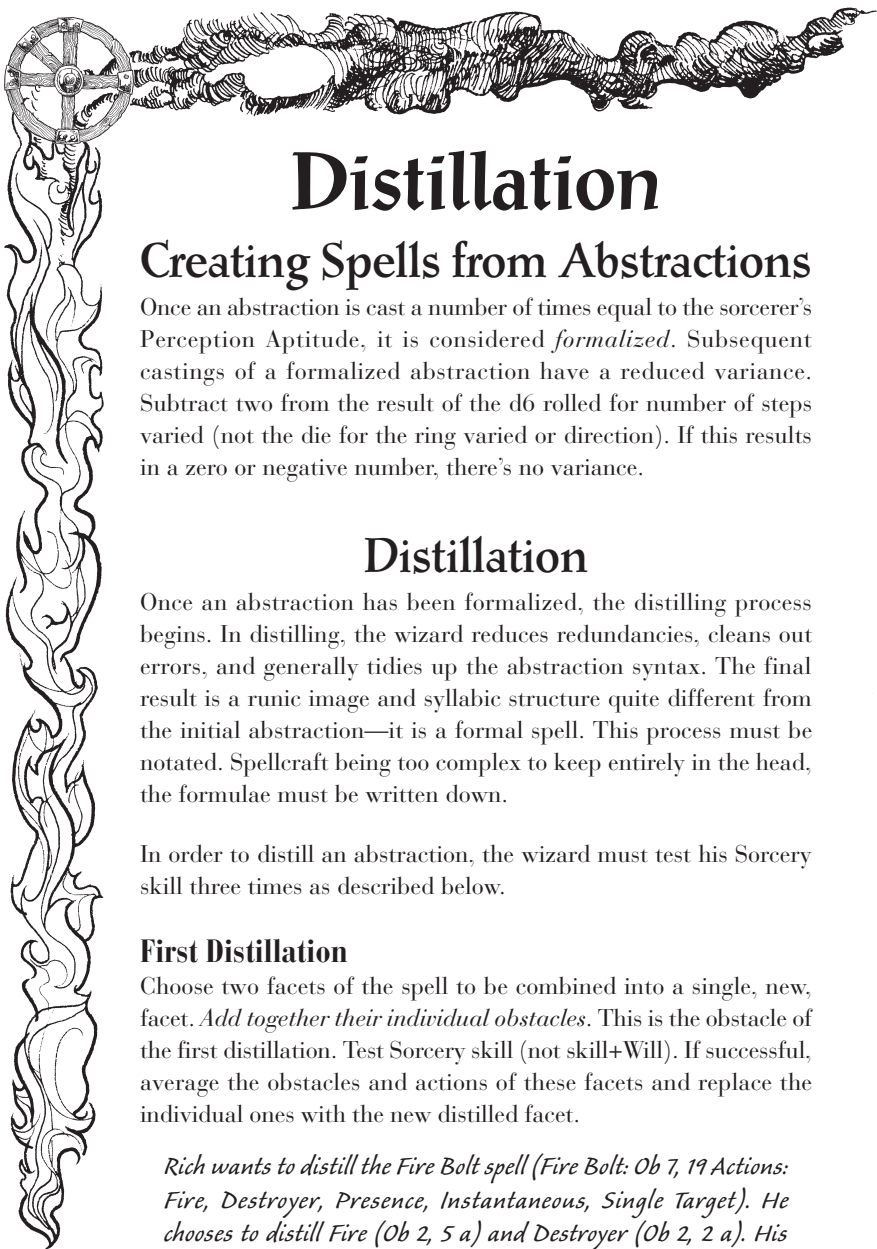 Distillation
Creating Spells from Abstractions
Once an abstraction is cast a number of times equal to the sorcerer’s
Perception Aptitude, it is considered formalized. Subsequent
castings of a formalized abstraction have a reduced variance.
Subtract two from the result of the d6 rolled for number of steps
varied (not the die for the ring varied or direction). If this results
in a zero or negative number, there’s no variance.
Distillation
Once an abstraction has been formalized, the distilling process
begins. In distilling, the wizard reduces redundancies, cleans out
errors, and generally tidies up the abstraction syntax. The final
result is a runic image and syllabic structure quite different from
the initial abstraction—it is a formal spell. This process must be
notated. Spellcraft being too complex to keep entirely in the head,
the formulae must be written down.
In order to distill an abstraction, the wizard must test his Sorcery
skill three times as described below.
First Distillation
Choose two facets of the spell to be combined into a single, new,
facet. Add together their individual obstacles. This is the obstacle of
the first distillation. Test Sorcery skill (not skill+Will). If successful,
average the obstacles and actions of these facets and replace the
individual ones with the new distilled facet.
Rich wants to distill the Fire Bolt spell (Fire Bolt: Ob 7, 19 Actions:
Fire, Destroyer, Presence, Instantaneous, Single Target). He
chooses to distill Fire (Ob 2, 5 a) and Destroyer (Ob 2, 2 a). His